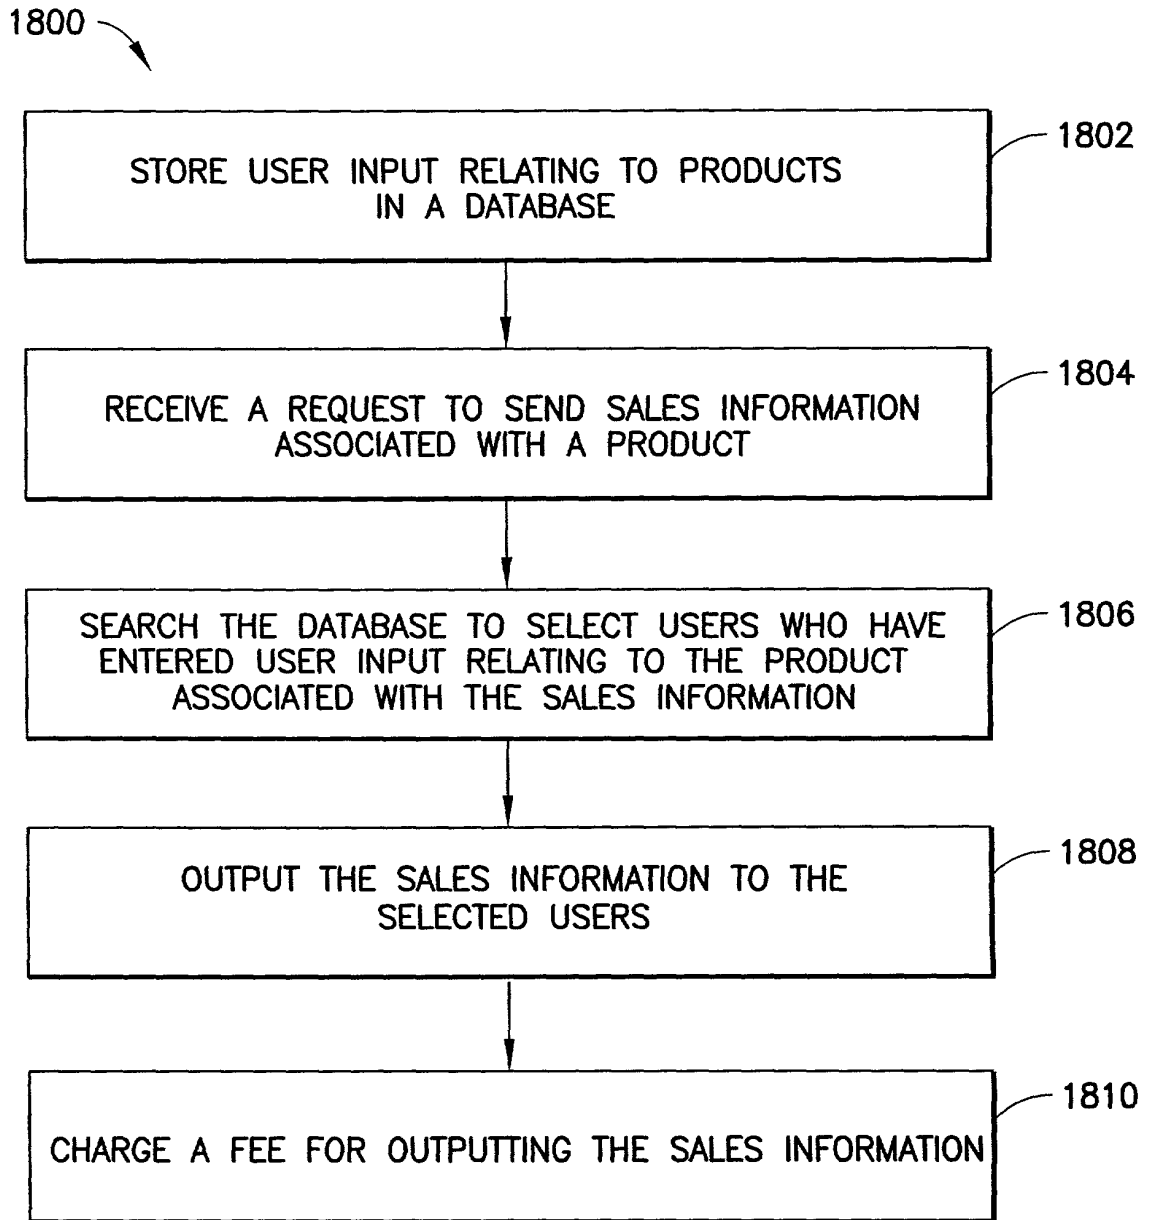 1800
STORE USER INPUT RELATING TO PRODUCTS
IN A DATABASE
1802
RECEIVE A REQUEST TO SEND SALES INFORMATION
ASSOCIATED WITH A PRODUCT
1804
SEARCH THE DATABASE TO SELECT USERS WHO HAVE
ENTERED USER INPUT RELATING TO THE PRODUCT
ASSOCIATED WITH THE SALES INFORMATION
1806
OUTPUT THE SALES INFORMATION TO THE
SELECTED USERS
1808
CHARGE A FEE FOR OUTPUTTING THE SALES INFORMATION
1810